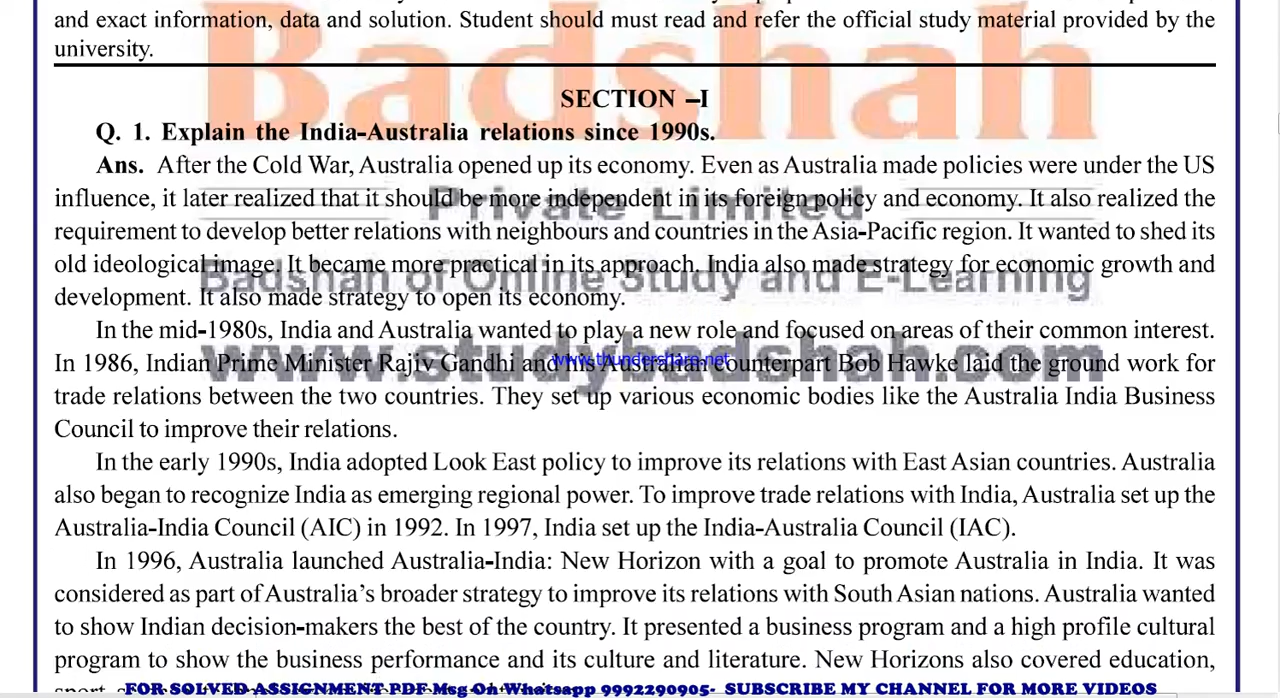 and exact information, data and solution. Student should must read and refer the official study material provided by the
university.
Badshah
SECTION –I
Q. 1. Explain the India-Australia relations since 1990s.
Ans. After the Cold War, Australia opened up its economy. Even as Australia made policies were under the US
influence, it later realized that it should be more independent in its foreign policy and economy. It also realized the
Private Limited
requirement to develop better relations with neighbours and countries in the Asia-Pacific region. It wanted to shed its
old ideological image. It became more practical in its approach. India also made strategy for economic growth and
Badshah of Online Study and E-Learning
development. It also made strategy to open its economy.
In the mid-1980s, India and Australia wanted to play a new role and focused on areas of their common interest.
In 1986, Indian Prime Minister Rajiv Gandhi and his Australian counterpart Bob Hawke laid the ground work for
www.thundershare.net
www.studybadshah.com
trade relations between the two countries. They set up various economic bodies like the Australia India Business
Council to improve their relations.
In the early 1990s, India adopted Look East policy to improve its relations with East Asian countries. Australia
also began to recognize India as emerging regional power. To improve trade relations with India, Australia set up the
Australia-India Council (AIC) in 1992. In 1997, India set up the India-Australia Council (IAC).
In 1996, Australia launched Australia-India: New Horizon with a goal to promote Australia in India. It was
considered as part of Australia's broader strategy to improve its relations with South Asian nations. Australia wanted
to show Indian decision-makers the best of the country. It presented a business program and a high profile cultural
program to show the business performance and its culture and literature. New Horizons also covered education,
FOR SOLVED ASSIGNMENT PDF Msg On Whatsapp 9992290905- SUBSCRIBE MY CHANNEL FOR MORE VIDEOS